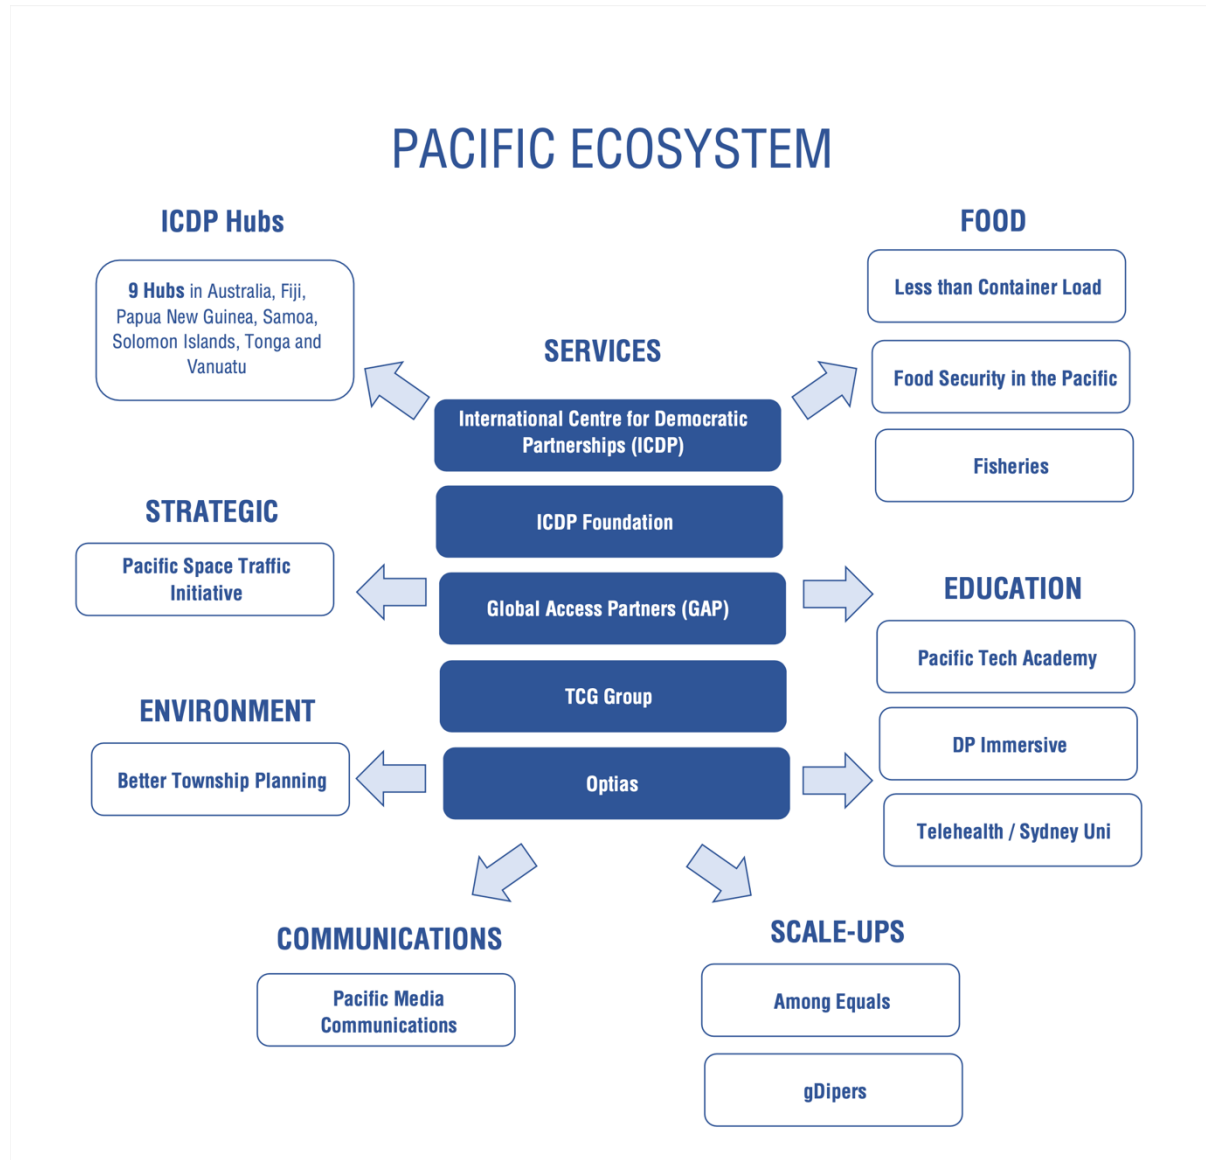 PACIFIC ECOSYSTEM
ICDP Hubs
9 Hubs in Australia, Fiji,
Papua New Guinea, Samoa,
Solomon Islands, Tonga and
Vanuatu
STRATEGIC
Pacific Space Traffic
Initiative
ENVIRONMENT
Better Township Planning
SERVICES
International Centre for Democratic
Partnerships (ICDP)
ICDP Foundation
Global Access Partners (GAP)
TCG Group
Optias
FOOD
Less than Container Load
Food Security in the Pacific
Fisheries
EDUCATION
Pacific Tech Academy
DP Immersive
Telehealth / Sydney Uni
COMMUNICATIONS
Pacific Media
Communications
SCALE-UPS
Among Equals
gDipers